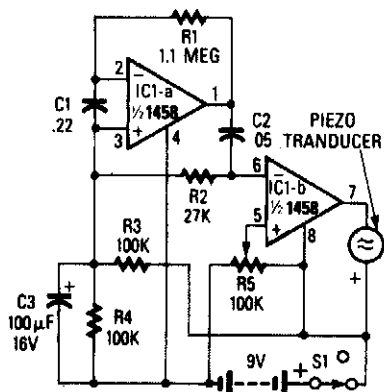 R1
1.1 MEG
2
IC1-a
½ 1458
1
3
4
C1
.22
C2
.05
PIEZO
TRANDUCER
6
IC1-b
½ 1458
7
5
8
R2
27K
R3
100K
R5
100K
C3
100µF
16V
R4
100K
9V
S1